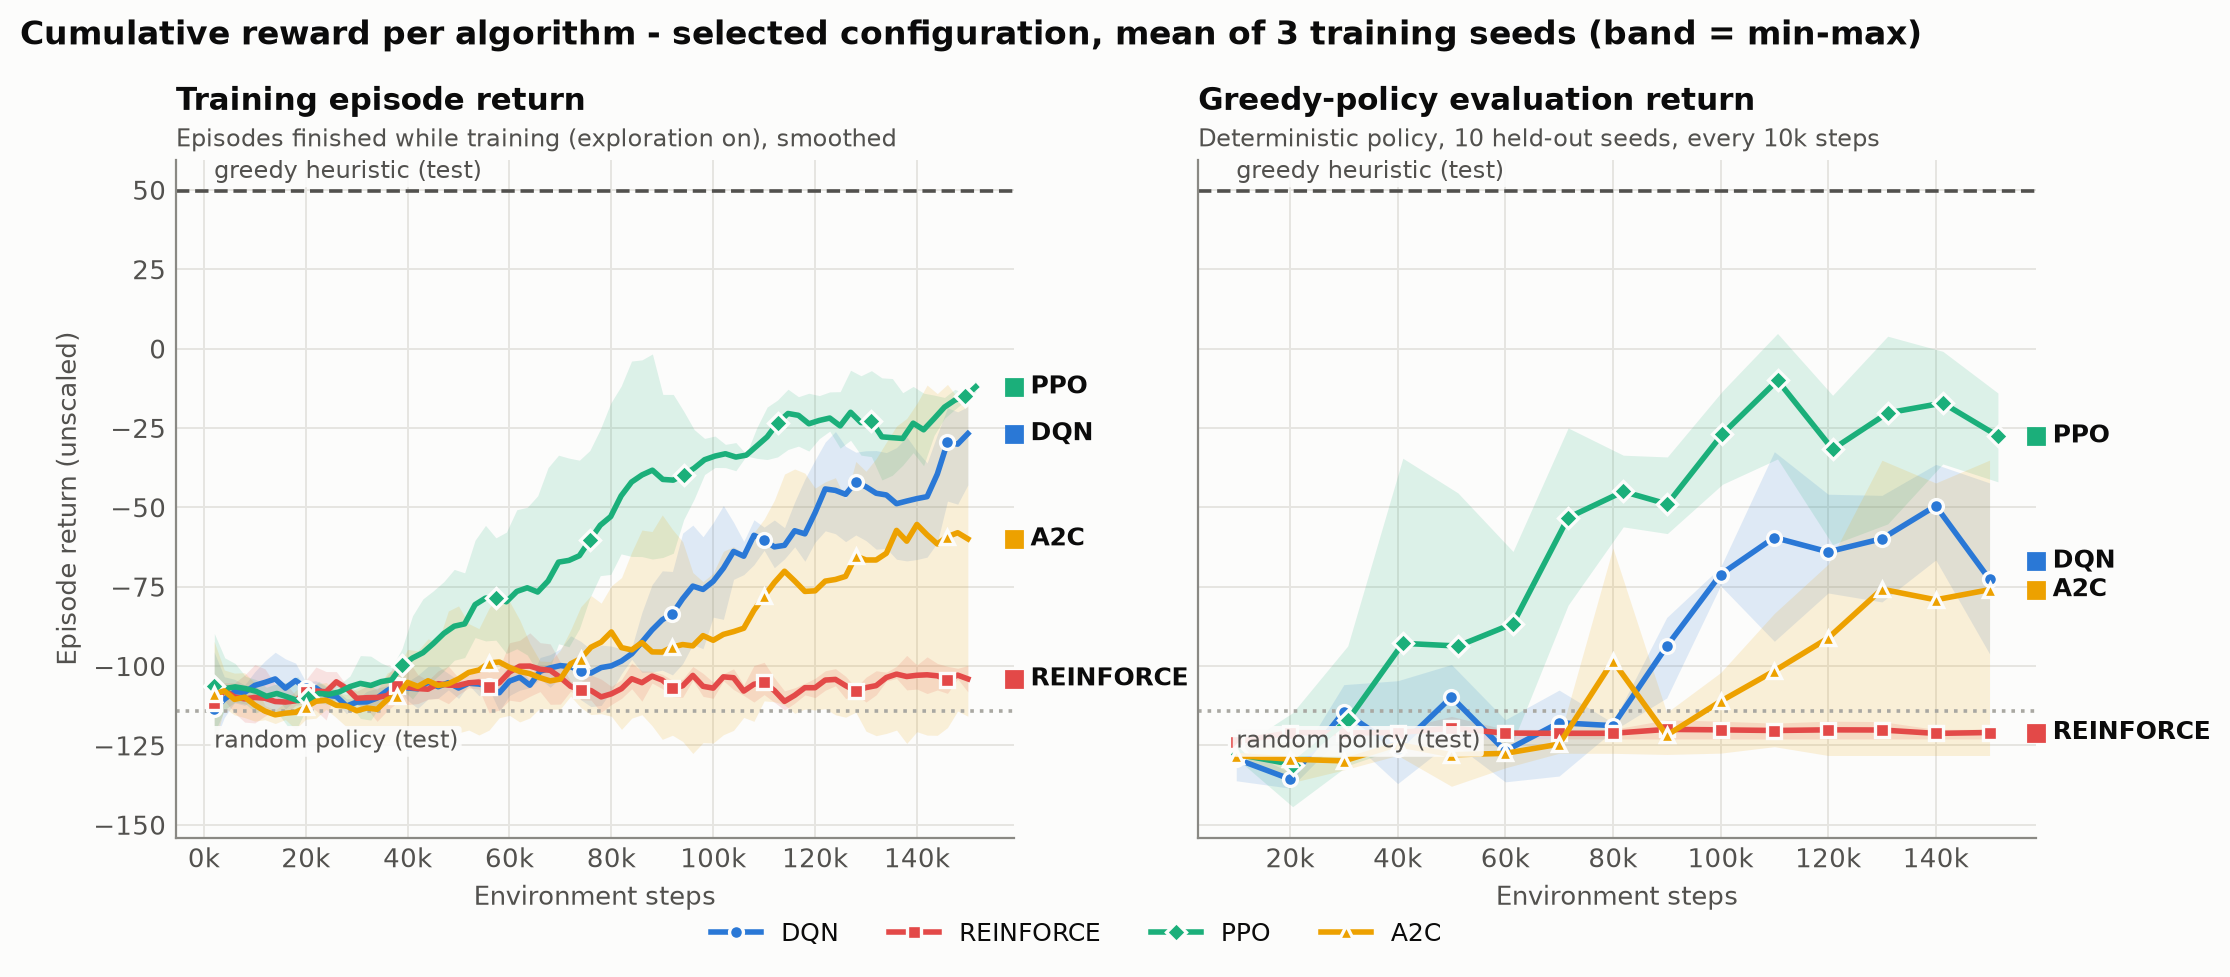 Cumulative reward per algorithm - selected configuration, mean of 3 training seeds (band = min-max)
Training episode return
Episodes finished while training (exploration on), smoothed
greedy heuristic (test)
50
25
0
−25
−50
−75
−100
−125
−150
Episode return (unscaled)
PPO
DQN
A2C
REINFORCE
random policy (test)
0k 20k 40k 60k 80k 100k 120k 140k
Environment steps
Greedy-policy evaluation return
Deterministic policy, 10 held-out seeds, every 10k steps
greedy heuristic (test)
PPO
DQN
A2C
REINFORCE
random policy (test)
20k 40k 60k 80k 100k 120k 140k
Environment steps
DQN REINFORCE PPO A2C